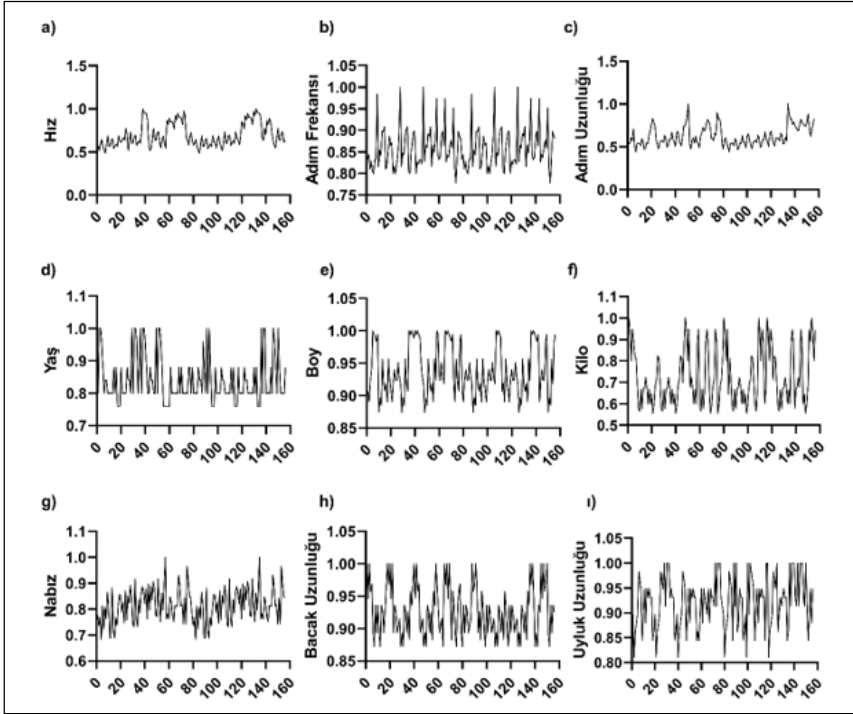 a)
Hız
1.5
1.0
0.5
0.0
0 20 40 60 80 100 120 140 160
b)
Adım Frekansı
1.05
1.00
0.95
0.90
0.85
0.80
0.75
0 20 40 60 80 100 120 140 160
c)
Adım Uzunluğu
1.5
1.0
0.5
0.0
0 20 40 60 80 100 120 140 160
d)
Yaş
1.1
1.0
0.9
0.8
0.7
0 20 40 60 80 100 120 140 160
e)
Boy
1.05
1.00
0.95
0.90
0.85
0 20 40 60 80 100 120 140 160
f)
Kilo
1.1
1.0
0.9
0.8
0.7
0.6
0.5
0 20 40 60 80 100 120 140 160
g)
Nabız
1.1
1.0
0.9
0.8
0.7
0.6
0 20 40 60 80 100 120 140 160
h)
Bacak Uzunluğu
1.05
1.00
0.95
0.90
0.85
0 20 40 60 80 100 120 140 160
ı)
Uyluk Uzunluğu
1.05
1.00
0.95
0.90
0.85
0.80
0 20 40 60 80 100 120 140 160